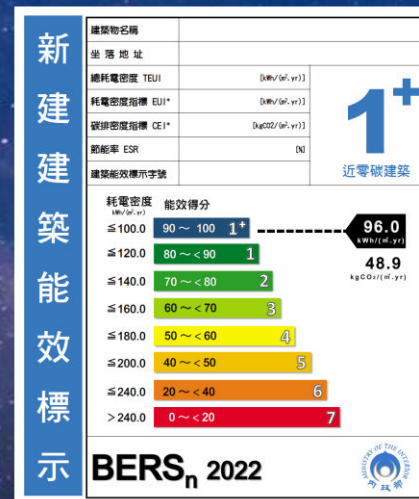 新建建築能效標示
建築物名稱
坐落地址
總耗電密度 TEUI [kWh/(㎡.yr)]
耗電密度指標 EUI* [kWh/(㎡.yr)]
碳排密度指標 CEI* [kgCO2/(㎡.yr)]
節能率 ESR [%]
建築能效標示字號
1+
近零碳建築
耗電密度 能效得分
kWh/(㎡.yr)
≤100.0 90～100 1+
96.0
kWh/(㎡.yr)
48.9
kgCO₂/(㎡.yr)
≤120.0 80～<90 1
≤140.0 70～<80 2
≤160.0 60～<70 3
≤180.0 50～<60 4
≤200.0 40～<50 5
≤240.0 20～<40 6
>240.0 0～<20 7
BERSn 2022
MINISTRY OF THE INTERIOR
內政部